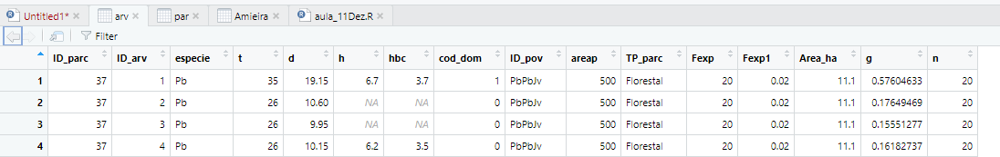 Untitled1* arv par Amieira aula_11Dez.R
Filter
ID_parc ID_arv especie t d h hbc cod_dom ID_pov areap TP_parc Fexp Fexp1 Area_ha g n
1 37 1 Pb 35 19.15 6.7 3.7 1 PbPbJv 500 Florestal 20 0.02 11.1 0.57604633 20
2 37 2 Pb 26 10.60 NA NA 0 PbPbJv 500 Florestal 20 0.02 11.1 0.17649469 20
3 37 3 Pb 26 9.95 NA NA 0 PbPbJv 500 Florestal 20 0.02 11.1 0.15551277 20
4 37 4 Pb 26 10.15 6.2 3.5 0 PbPbJv 500 Florestal 20 0.02 11.1 0.16182737 20